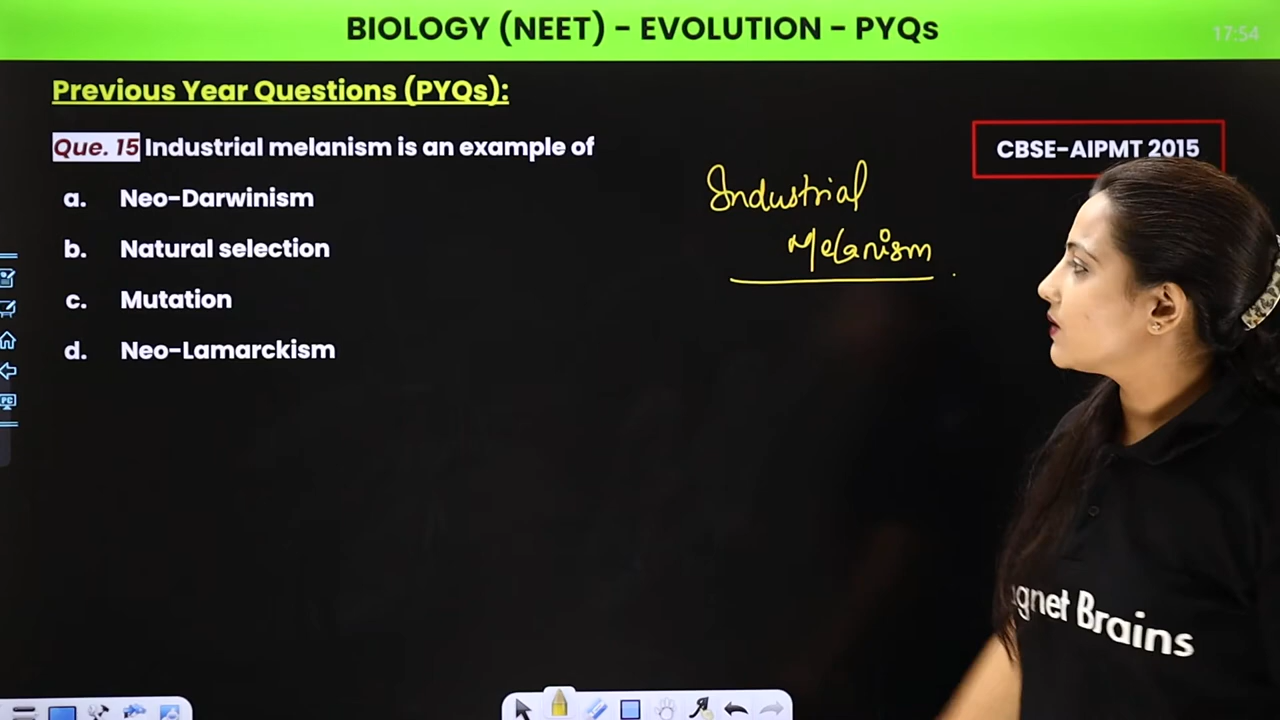 BIOLOGY (NEET) – EVOLUTION – PYQs
17:54
Previous Year Questions (PYQs):
Que. 15 Industrial melanism is an example of
CBSE-AIPMT 2015
a. Neo-Darwinism
b. Natural selection
c. Mutation
d. Neo-Lamarckism
Industrial
Melanism
PC
gnet Brains